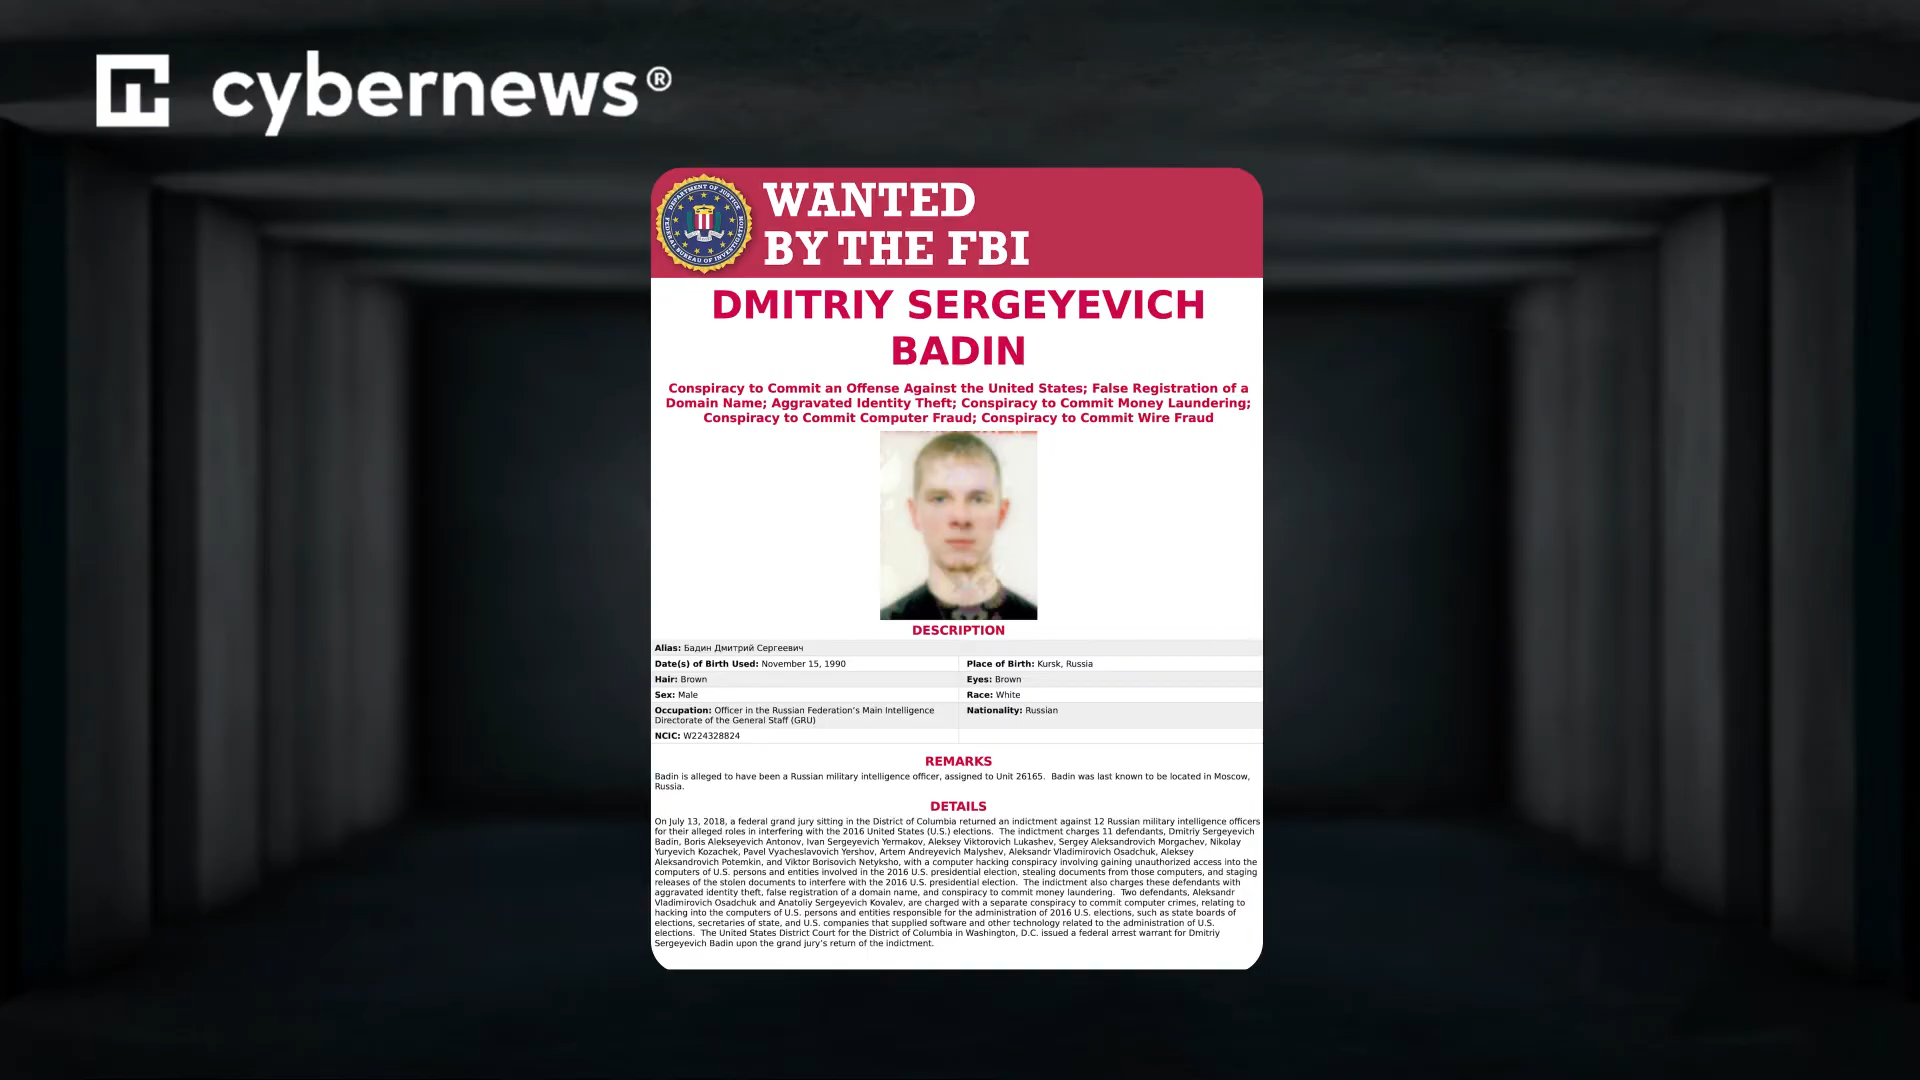 cybernews®
WANTED
BY THE FBI
DEPARTMENT OF JUSTICE
FEDERAL BUREAU OF INVESTIGATION
DMITRIY SERGEYEVICH
BADIN
Conspiracy to Commit an Offense Against the United States; False Registration of a
Domain Name; Aggravated Identity Theft; Conspiracy to Commit Money Laundering;
Conspiracy to Commit Computer Fraud; Conspiracy to Commit Wire Fraud
DESCRIPTION
Alias: Бадин Дмитрий Сергеевич
Date(s) of Birth Used: November 15, 1990 Place of Birth: Kursk, Russia
Hair: Brown Eyes: Brown
Sex: Male Race: White
Occupation: Officer in the Russian Federation’s Main Intelligence Nationality: Russian
Directorate of the General Staff (GRU)
NCIC: W224328824
REMARKS
Badin is alleged to have been a Russian military intelligence officer, assigned to Unit 26165. Badin was last known to be located in Moscow,
Russia.
DETAILS
On July 13, 2018, a federal grand jury sitting in the District of Columbia returned an indictment against 12 Russian military intelligence officers
for their alleged roles in interfering with the 2016 United States (U.S.) elections. The indictment charges 11 defendants, Dmitriy Sergeyevich
Badin, Boris Alekseyevich Antonov, Ivan Sergeyevich Yermakov, Aleksey Viktorovich Lukashev, Sergey Aleksandrovich Morgachev, Nikolay
Yuryevich Kozachek, Pavel Vyacheslavovich Yershov, Artem Andreyevich Malyshev, Aleksandr Vladimirovich Osadchuk, Aleksey
Aleksandrovich Potemkin, and Viktor Borisovich Netyksho, with a computer hacking conspiracy involving gaining unauthorized access into the
computers of U.S. persons and entities involved in the 2016 U.S. presidential election, stealing documents from those computers, and staging
releases of the stolen documents to interfere with the 2016 U.S. presidential election. The indictment also charges these defendants with
aggravated identity theft, false registration of a domain name, and conspiracy to commit money laundering. Two defendants, Aleksandr
Vladimirovich Osadchuk and Anatoliy Sergeyevich Kovalev, are charged with a separate conspiracy to commit computer crimes, relating to
hacking into the computers of U.S. persons and entities responsible for the administration of 2016 U.S. elections, such as state boards of
elections, secretaries of state, and U.S. companies that supplied software and other technology related to the administration of U.S.
elections. The United States District Court for the District of Columbia in Washington, D.C. issued a federal arrest warrant for Dmitriy
Sergeyevich Badin upon the grand jury’s return of the indictment.